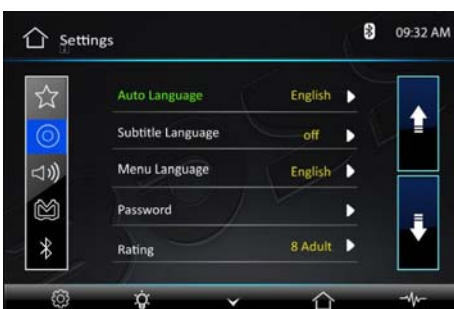 Settings
09:32 AM
Auto Language English
Subtitle Language off
Menu Language English
Password
Rating 8 Adult